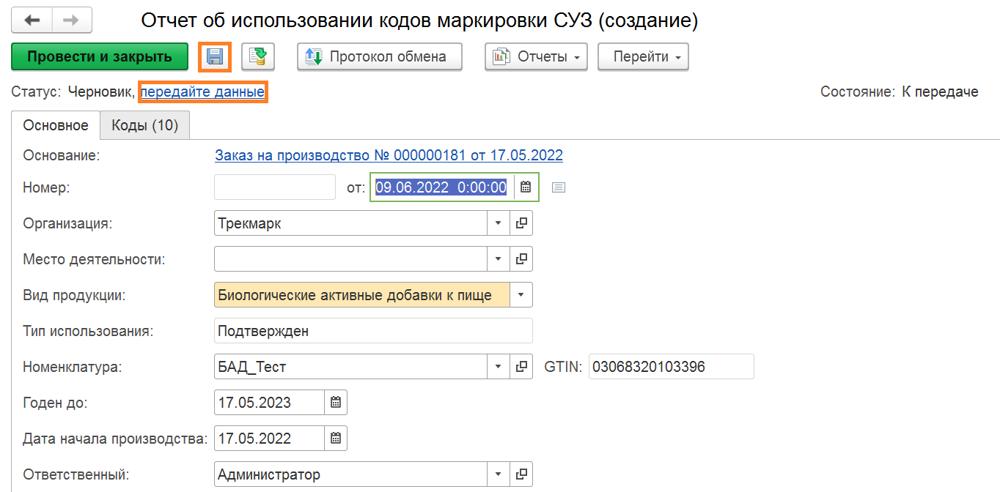 Отчет об использовании кодов маркировки СУЗ (создание)
Провести и закрыть Протокол обмена Отчеты Перейти
Статус: Черновик, передайте данные Состояние: К передаче
Основное Коды (10)
Основание: Заказ на производство № 000000181 от 17.05.2022
Номер: от: 09.06.2022 0:00:00
Организация: Трекмарк
Место деятельности:
Вид продукции: Биологические активные добавки к пище
Тип использования: Подтвержден
Номенклатура: БАД_Тест GTIN: 03068320103396
Годен до: 17.05.2023
Дата начала производства: 17.05.2022
Ответственный: Администратор